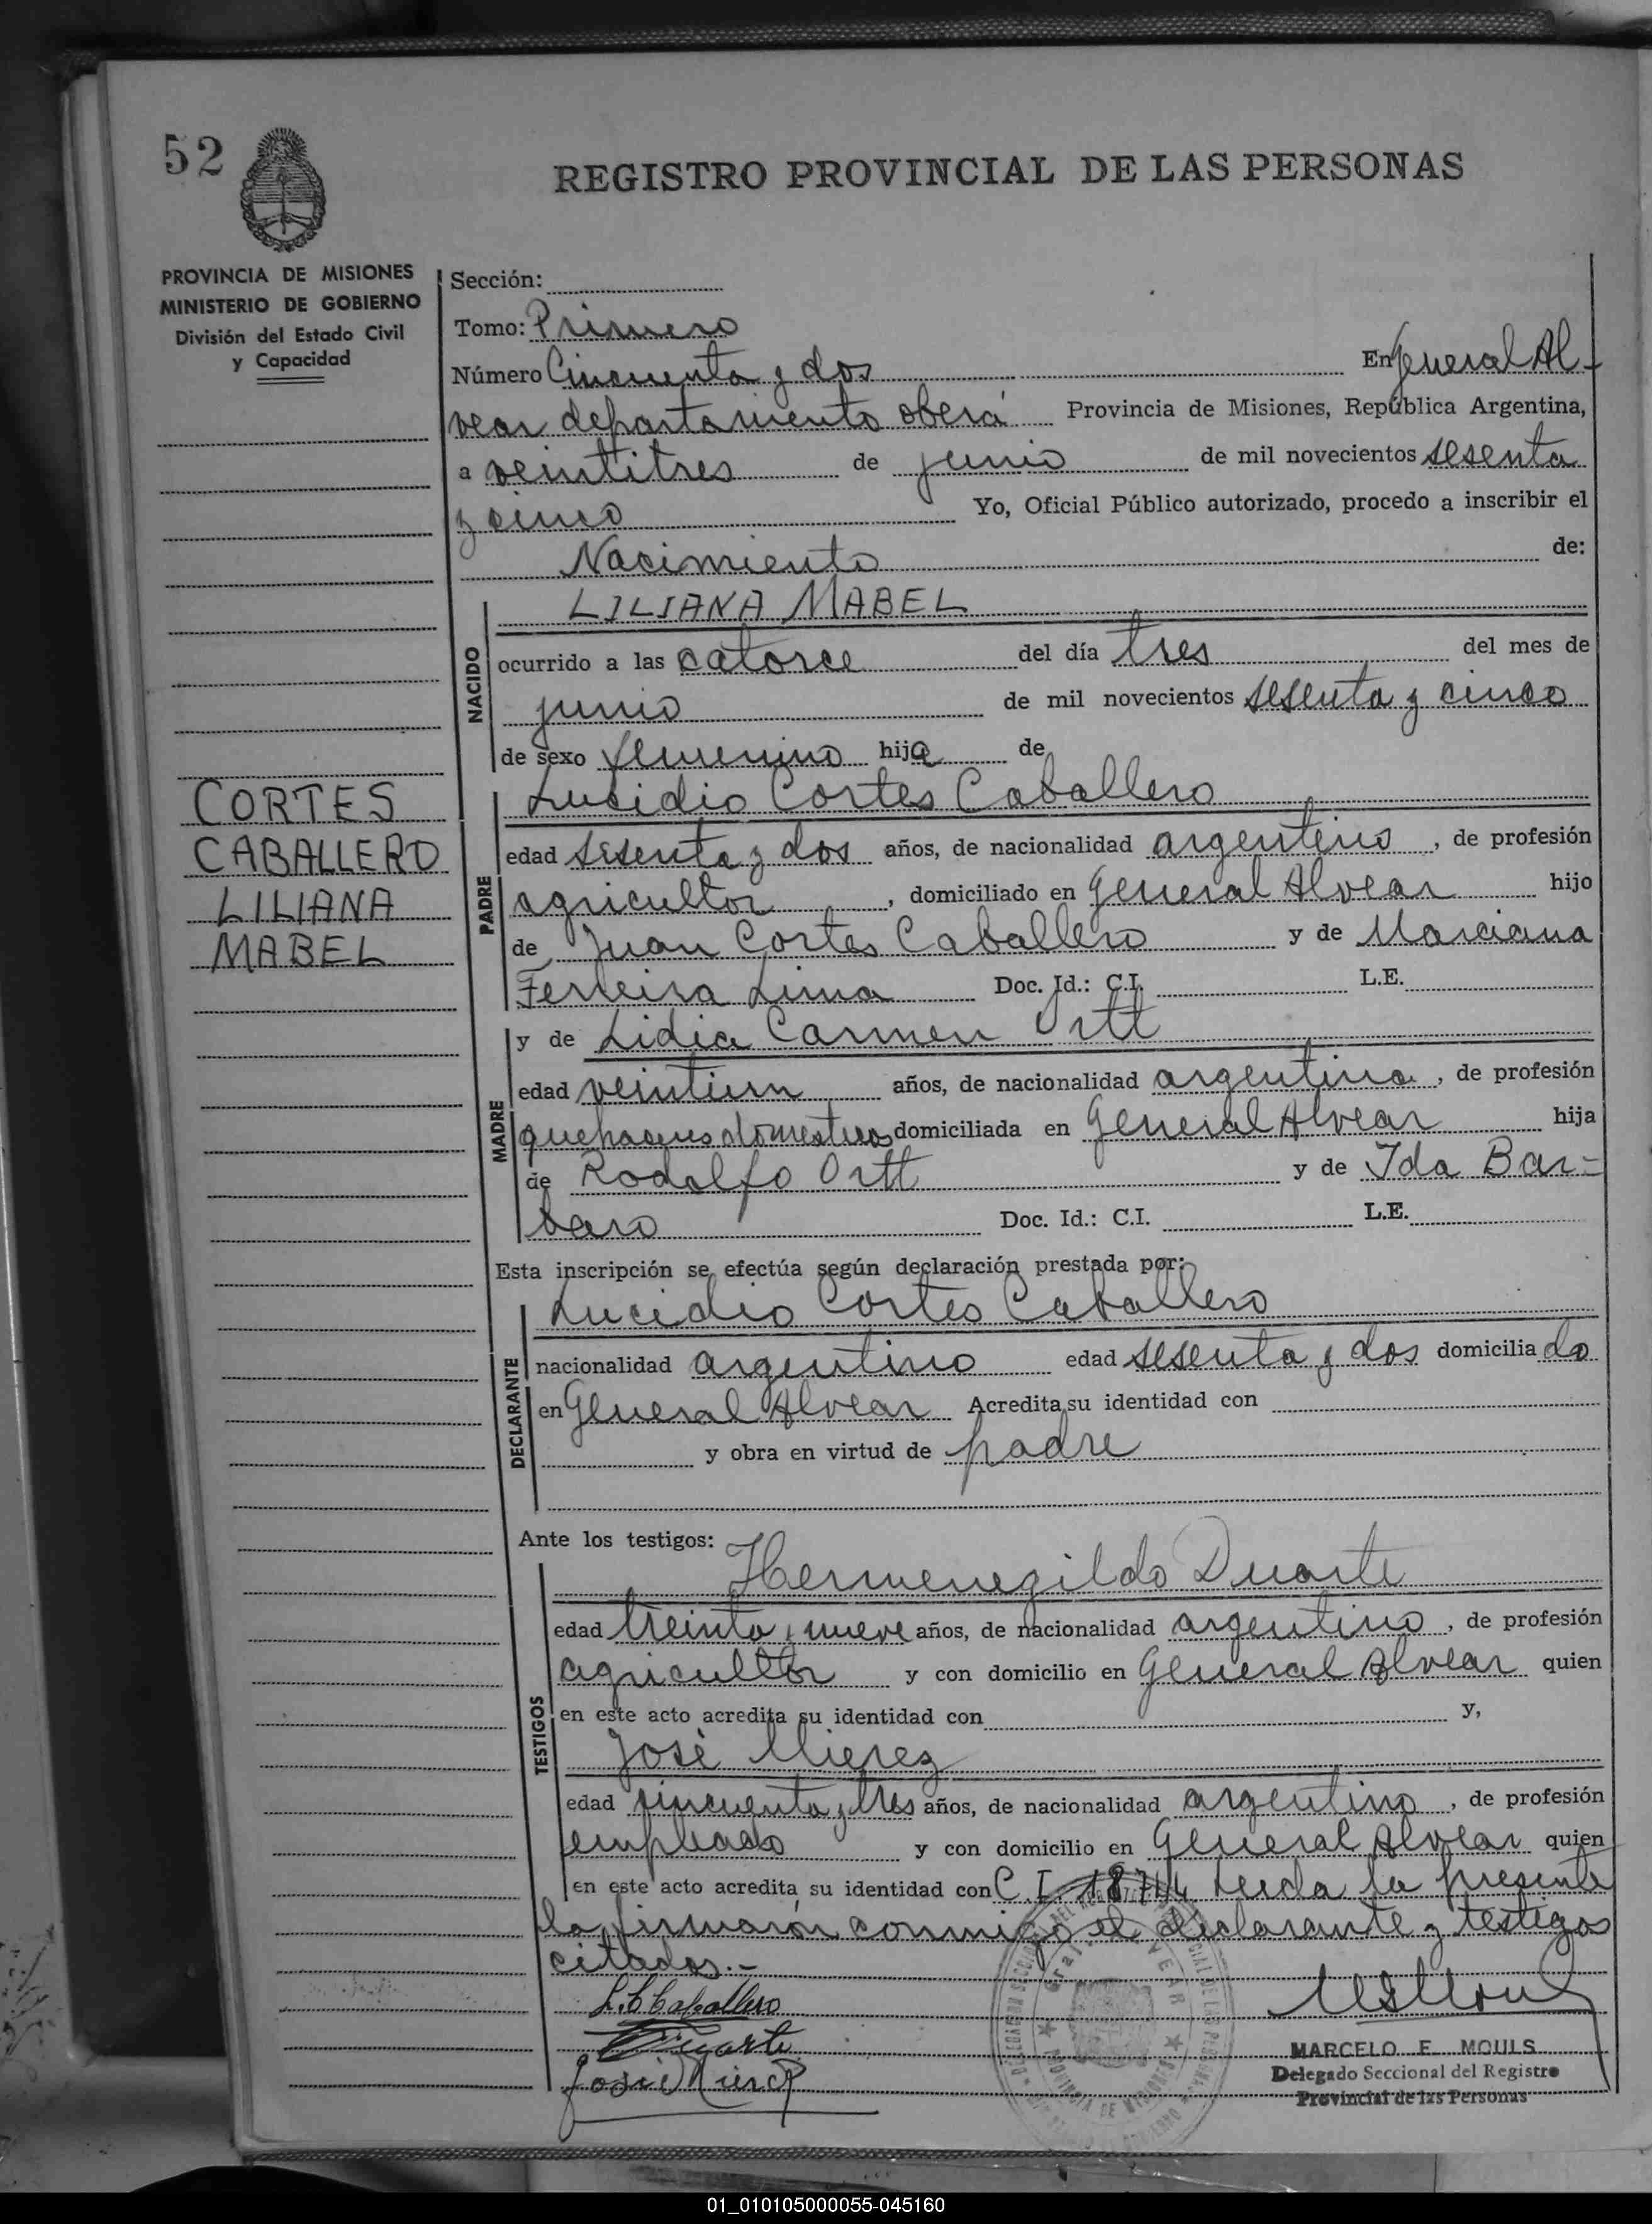 52
REGISTRO PROVINCIAL DE LAS PERSONAS
PROVINCIA DE MISIONES
MINISTERIO DE GOBIERNO
División del Estado Civil
y Capacidad
Sección:
Tomo: Primero
Número Cincuenta y dos En General Al-
vear departamento oberá Provincia de Misiones, República Argentina,
a veintitres de junio de mil novecientos sesenta
y cinco Yo, Oficial Público autorizado, procedo a inscribir el
Nacimiento de:
LILIANA MABEL
NACIDO
ocurrido a las catorce del día tres del mes de
junio de mil novecientos sesenta y cinco
de sexo femenino hija de
CORTES
CABALLERO
LILIANA
MABEL
Lucidio Cortes Caballero
PADRE
edad sesenta y dos años, de nacionalidad argentino, de profesión
agricultor, domiciliado en General Alvear hijo
de Juan Cortes Caballero y de Marciana
Ferreira Lima Doc. Id.: C.I. L.E.
y de Lidia Carmen Ortt
MADRE
edad veintiun años, de nacionalidad argentina, de profesión
quehaceres domesticos domiciliada en General Alvear hija
de Rodolfo Ortt y de Ida Bar-
baro Doc. Id.: C.I. L.E.
Esta inscripción se efectúa según declaración prestada por:
Lucidio Cortes Caballero
DECLARANTE
nacionalidad argentino edad sesenta y dos domiciliado
en General Alvear Acredita su identidad con
y obra en virtud de padre
Ante los testigos:
Hermenegildo Duarte
TESTIGOS
edad treinta y nueve años, de nacionalidad argentino, de profesión
agricultor y con domicilio en General Alvear quien
en este acto acredita su identidad con y,
José Mierez
edad cincuenta y tres años, de nacionalidad argentino, de profesión
empleado y con domicilio en General Alvear quien
en este acto acredita su identidad con C.I. Leida la presente
la firmaron conmigo el declarante y testigos
citados.-
L. C Caballero
Duarte
José Mierez
MARCELO E. MOULS
Delegado Seccional del Registro
Provincial de las Personas
01_010105000055-045160